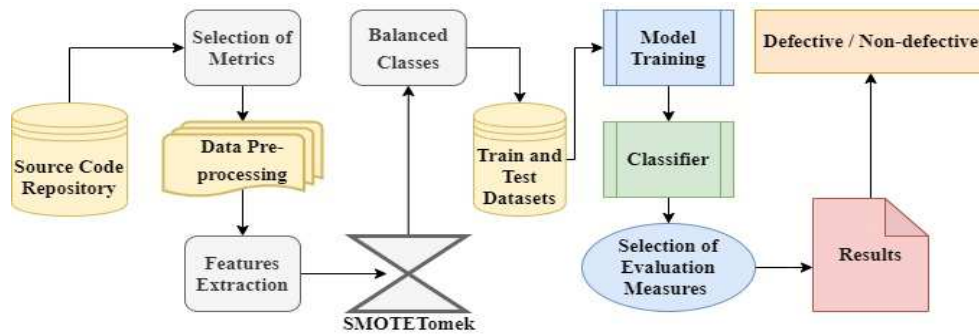 Source Code
Repository
Selection of
Metrics
Data Pre-
processing
Features
Extraction
SMOTETomek
Balanced
Classes
Train and
Test
Datasets
Model
Training
Classifier
Selection of
Evaluation
Measures
Results
Defective / Non-defective